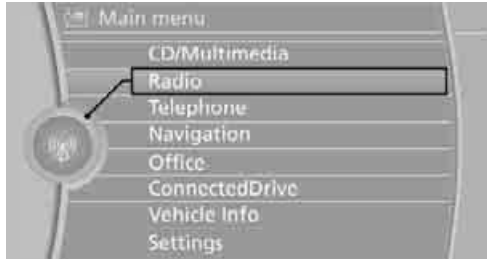 Main menu
CD/Multimedia
Radio
Telephone
Navigation
Office
ConnectedDrive
Vehicle Info
Settings